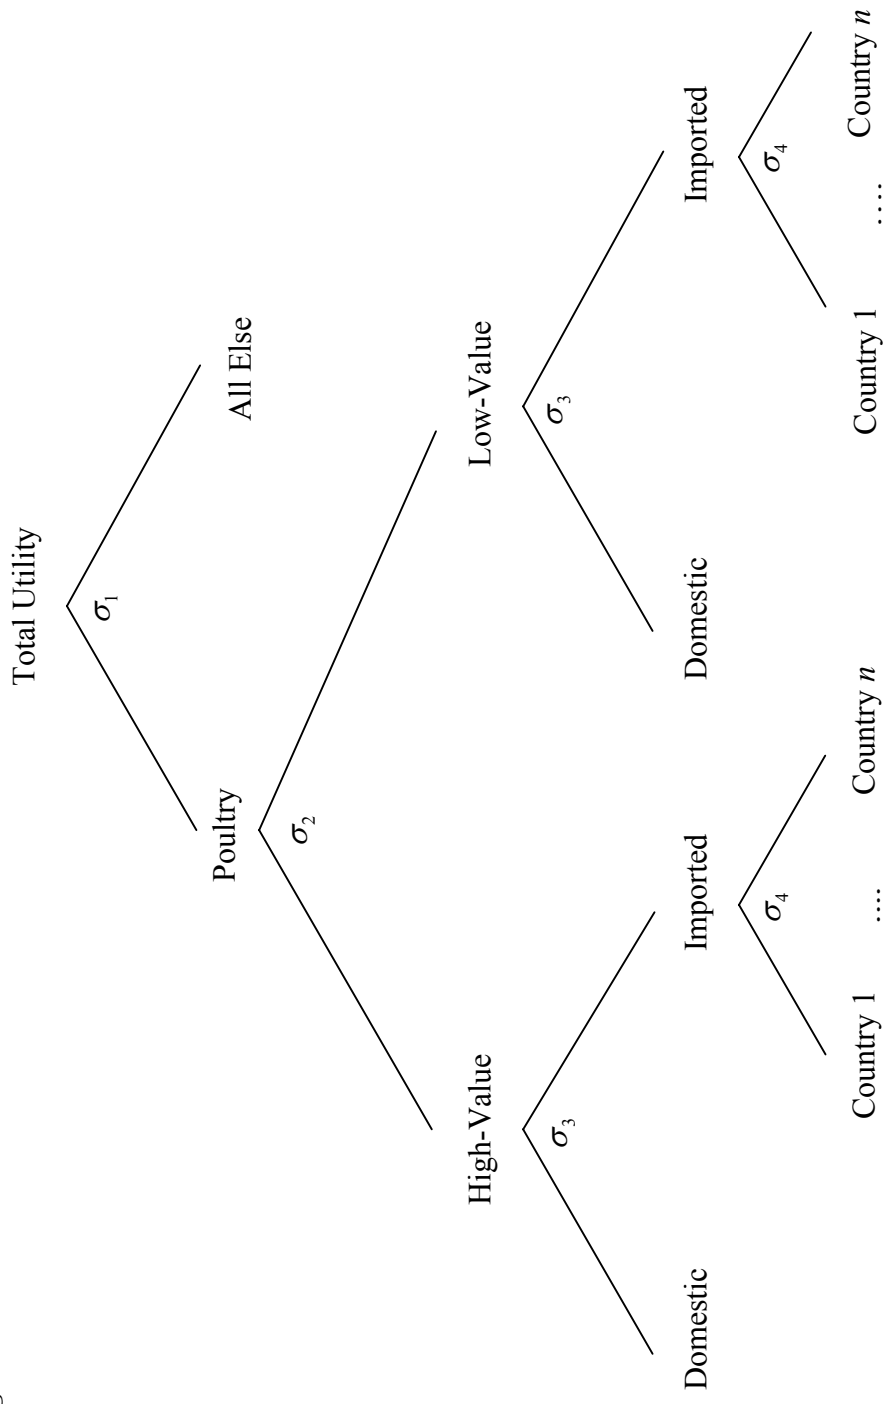 Total Utility
σ₁
Poultry
All Else
σ₂
High-Value
Low-Value
σ₃
σ₃
Domestic
Imported
Domestic
Imported
σ₄
σ₄
Country 1
....
Country n
Country 1
....
Country n